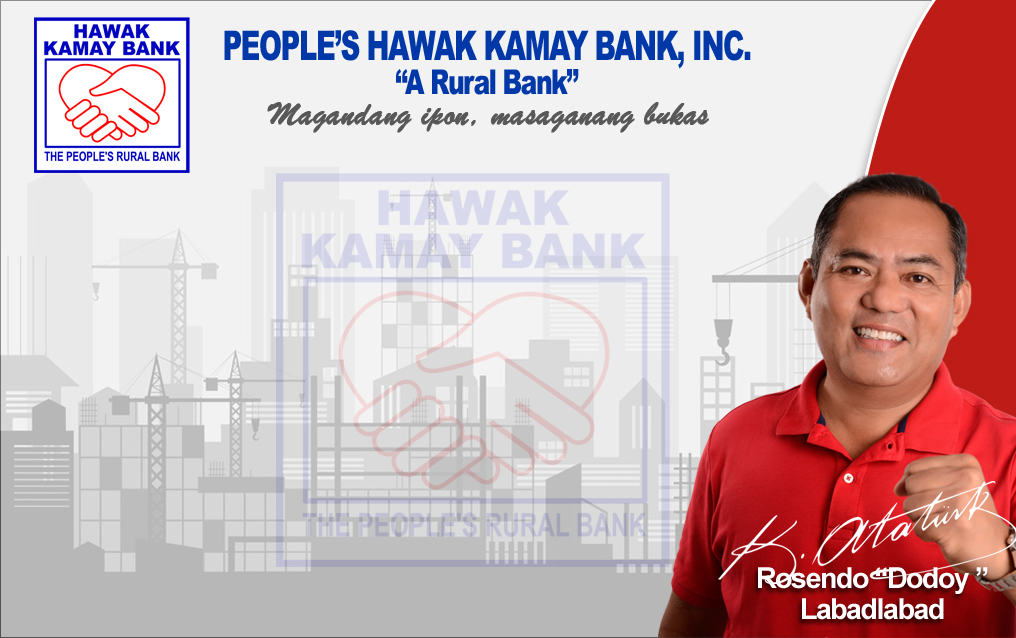 HAWAK
KAMAY BANK
THE PEOPLE'S RURAL BANK
PEOPLE'S HAWAK KAMAY BANK, INC.
“A Rural Bank”
Magandang ipon, masaganang bukas
HAWAK
KAMAY BANK
THE PEOPLE'S RURAL BANK
K. Atatürk
Rosendo “Dodoy ”
Labadlabad